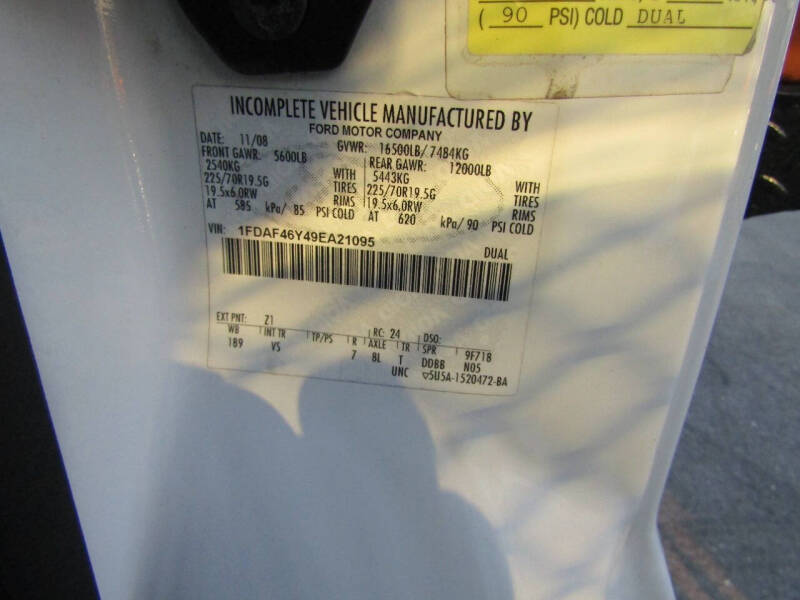 ( 90 PSI) COLD DUAL
INCOMPLETE VEHICLE MANUFACTURED BY
FORD MOTOR COMPANY
DATE: 11/08 GVWR: 16500LB/ 7484KG
FRONT GAWR: 5600LB REAR GAWR: 12000LB
2540KG WITH 5443KG WITH
225/70R19.5G TIRES 225/70R19.5G TIRES
19.5x6.0RW RIMS 19.5x6.0RW RIMS
AT 585 kPa/ 85 PSI COLD AT 620 kPa/ 90 PSI COLD
VIN: 1FDAF46Y49EA21095 DUAL
EXT PNT: Z1 RC: 24 DSO:
WB INT TR TP/PS R AXLE TR SPR 9F718
189 VS 7 8L T DDBB N05
UNC ▽5U5A-1520472-BA